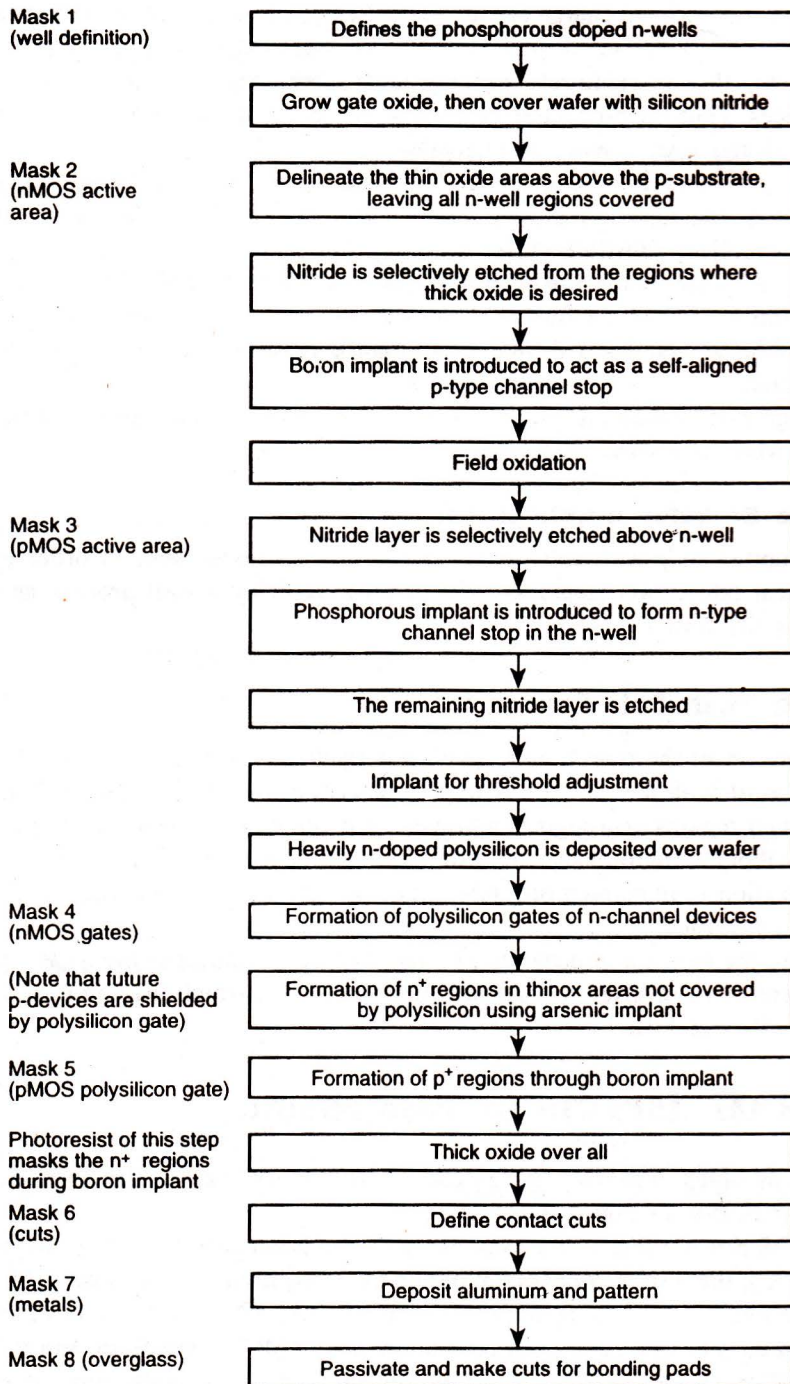 Mask 1
(well definition)
Defines the phosphorous doped n-wells
Grow gate oxide, then cover wafer with silicon nitride
Mask 2
(nMOS active
area)
Delineate the thin oxide areas above the p-substrate,
leaving all n-well regions covered
Nitride is selectively etched from the regions where
thick oxide is desired
Boron implant is introduced to act as a self-aligned
p-type channel stop
Field oxidation
Mask 3
(pMOS active area)
Nitride layer is selectively etched above n-well
Phosphorous implant is introduced to form n-type
channel stop in the n-well
The remaining nitride layer is etched
Implant for threshold adjustment
Heavily n-doped polysilicon is deposited over wafer
Mask 4
(nMOS gates)
Formation of polysilicon gates of n-channel devices
(Note that future
p-devices are shielded
by polysilicon gate)
Formation of n⁺ regions in thinox areas not covered
by polysilicon using arsenic implant
Mask 5
(pMOS polysilicon gate)
Formation of p⁺ regions through boron implant
Photoresist of this step
masks the n⁺ regions
during boron implant
Thick oxide over all
Mask 6
(cuts)
Define contact cuts
Mask 7
(metals)
Deposit aluminum and pattern
Mask 8 (overglass)
Passivate and make cuts for bonding pads